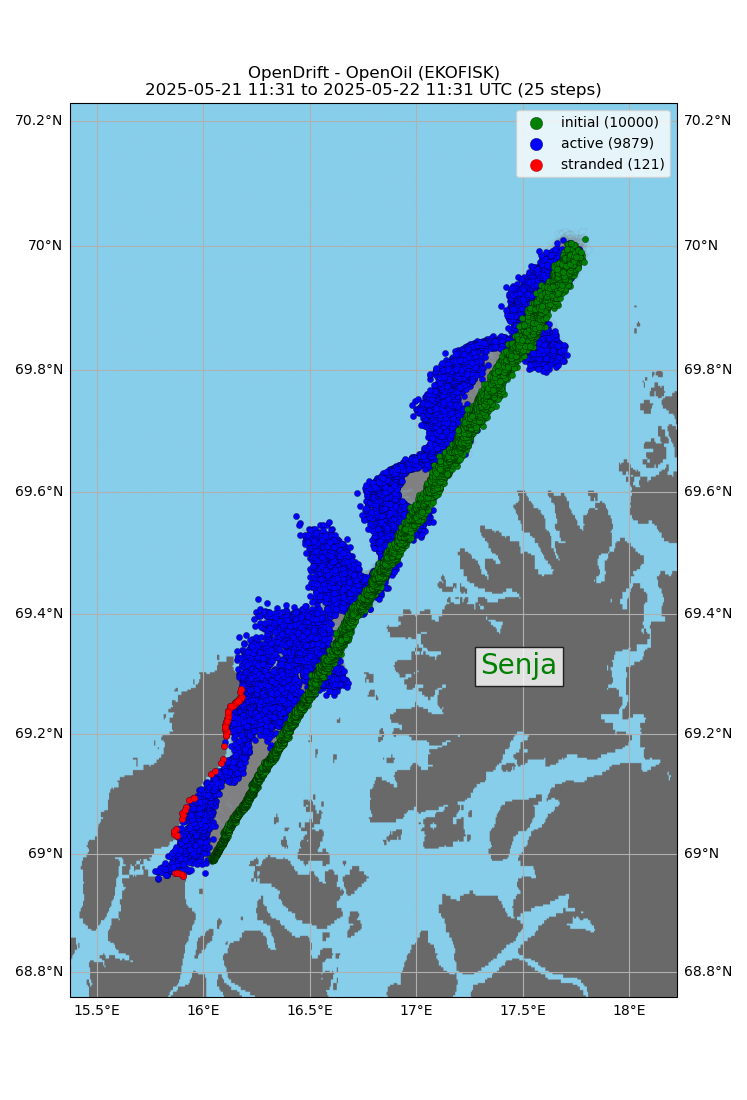 OpenDrift - OpenOil (EKOFISK)
2025-05-21 11:31 to 2025-05-22 11:31 UTC (25 steps)
initial (10000)
active (9879)
stranded (121)
70.2°N 70.2°N
70°N 70°N
69.8°N 69.8°N
69.6°N 69.6°N
69.4°N 69.4°N
Senja
69.2°N 69.2°N
69°N 69°N
68.8°N 68.8°N
15.5°E 16°E 16.5°E 17°E 17.5°E 18°E